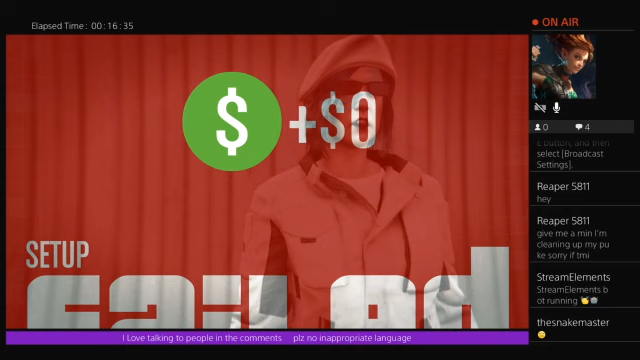 Elapsed Time : 00:16:35
ON AIR
$ +$0
0 4
E button, and then
select [Broadcast
Settings].
Reaper 5811
hey
Reaper 5811
give me a min I'm
cleaning up my pu
ke sorry if tmi
SETUP
failed
StreamElements
StreamElements b
ot running
thesnakemaster
I Love talking to people in the comments plz no inappropriate language